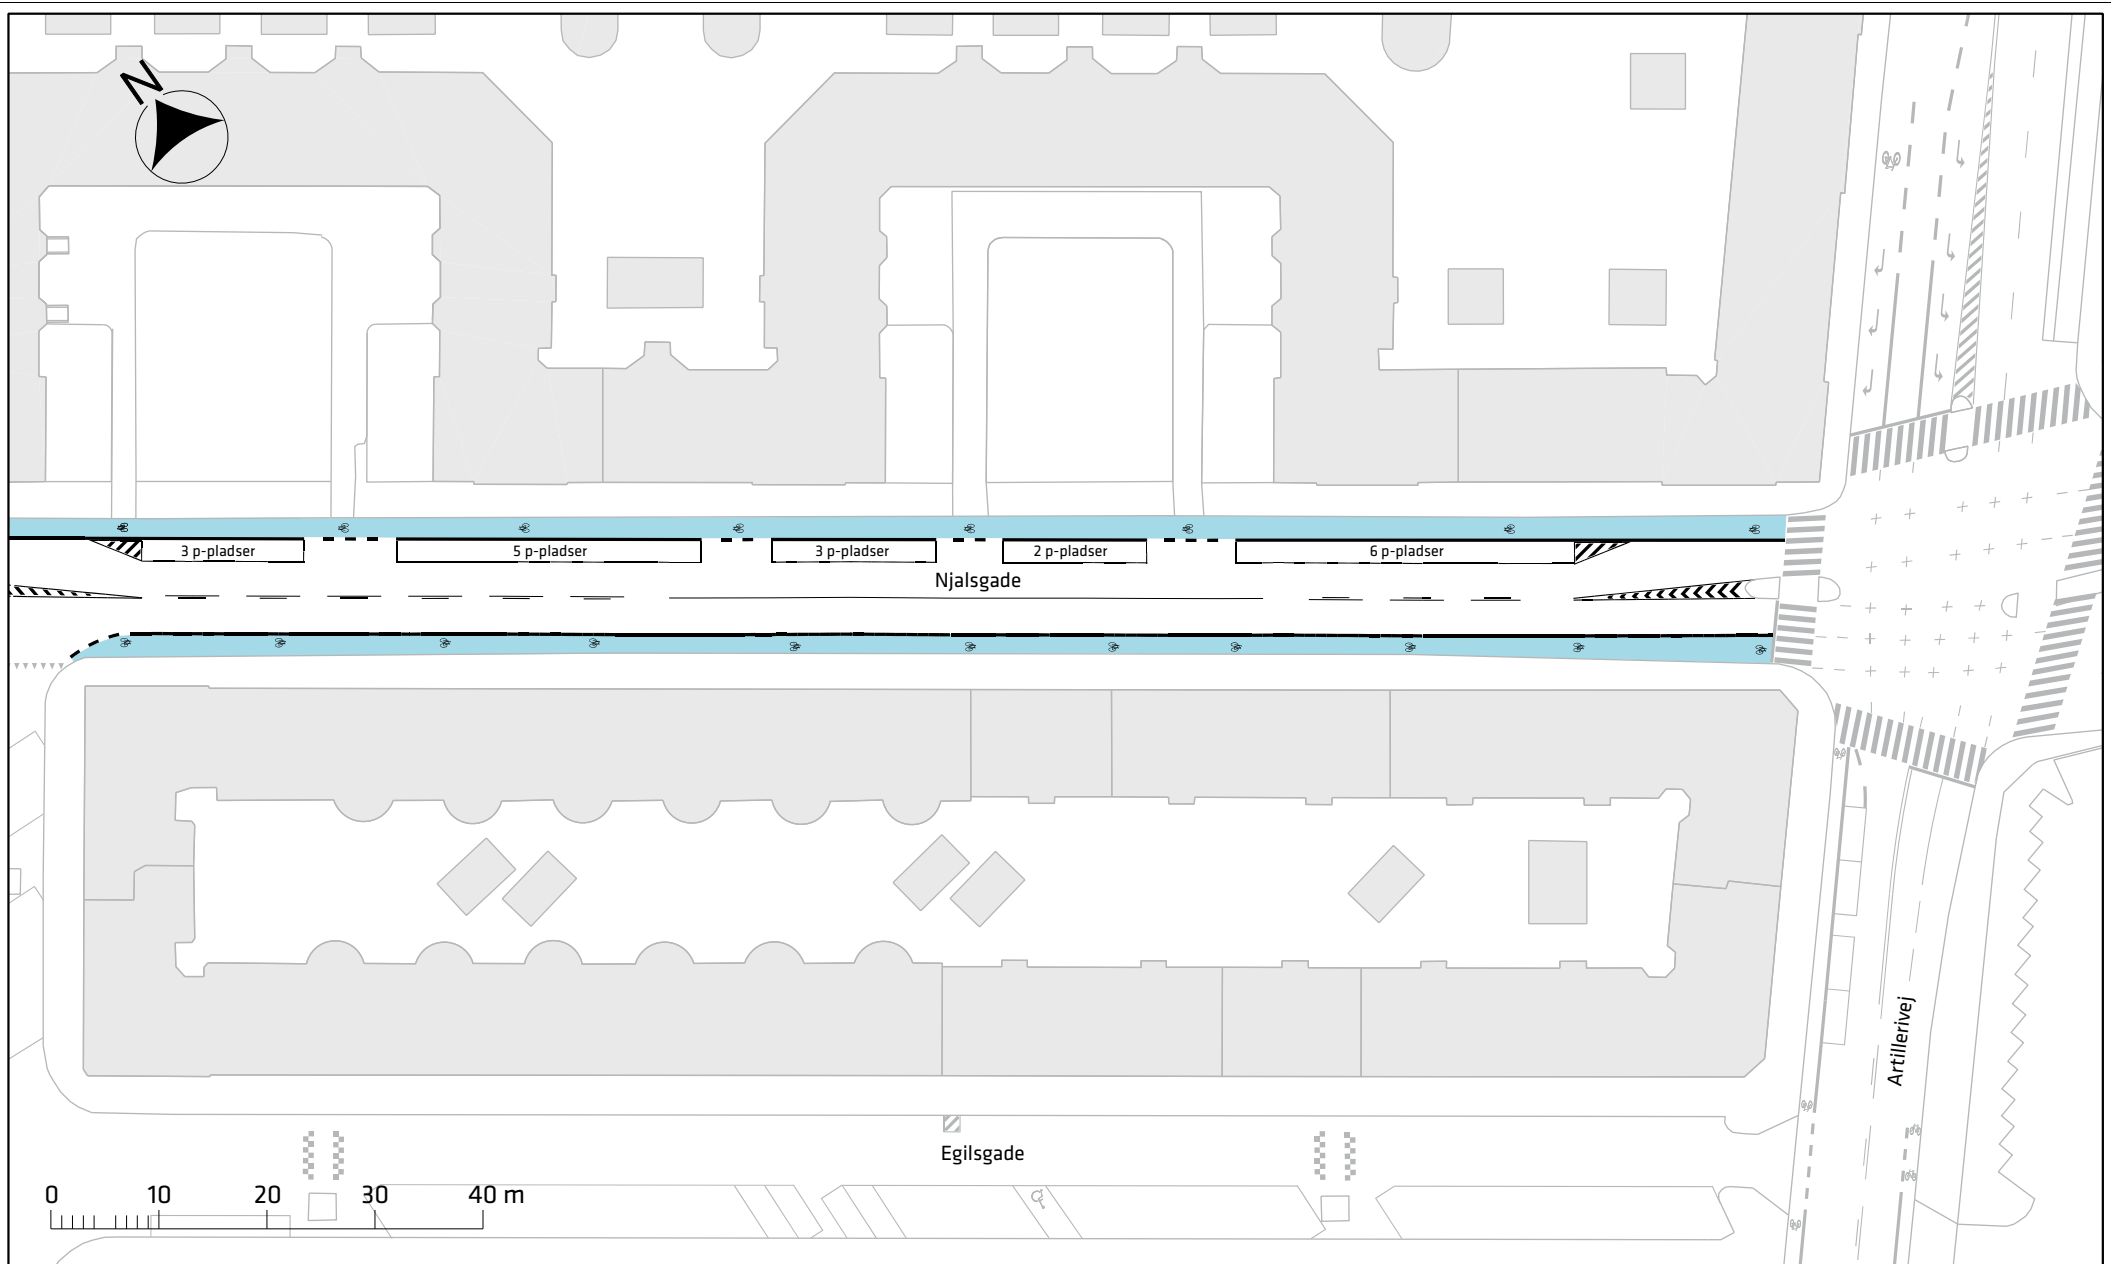 N
3 p-pladser
5 p-pladser
3 p-pladser
2 p-pladser
6 p-pladser
Njalsgade
Artillerivej
Egilsgade
0 10 20 30 40 m